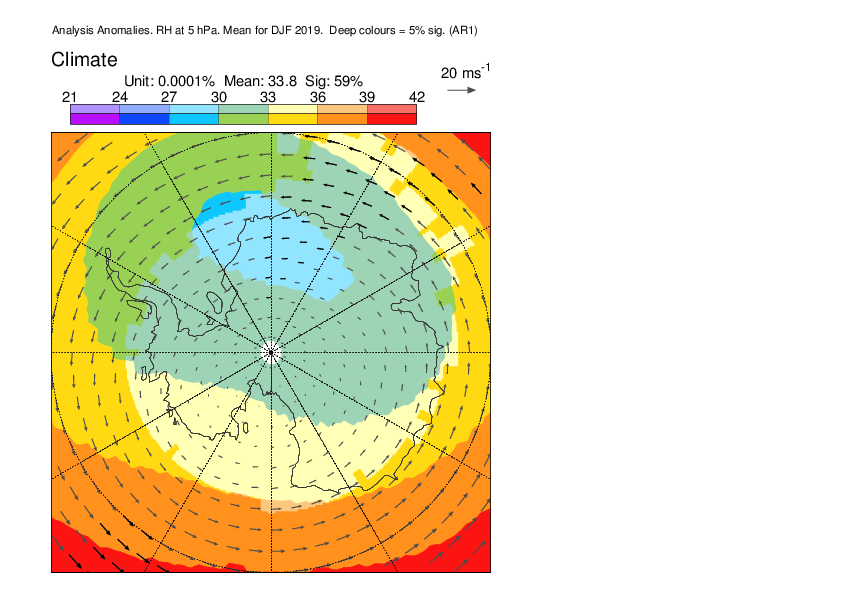 Analysis Anomalies. RH at 5 hPa. Mean for DJF 2019.  Deep colours = 5% sig. (AR1)
Climate
20 ms-1
Unit: 0.0001%  Mean: 33.8  Sig: 59%
21 24 27 30 33 36 39 42